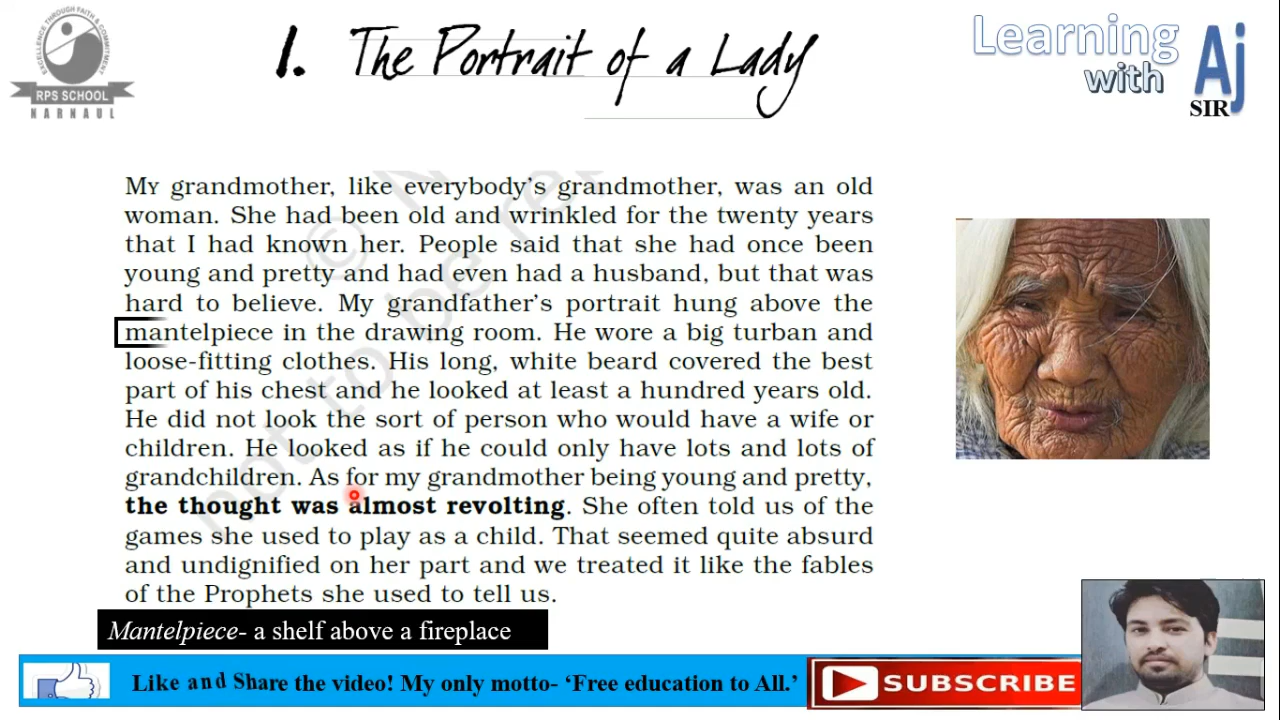 EXCELLENCE THROUGH FAITH & COMMITMENT
RPS SCHOOL
NARNAUL
1. The Portrait of a Lady
Learning
with
Aj
SIR
My grandmother, like everybody's grandmother, was an old
woman. She had been old and wrinkled for the twenty years
that I had known her. People said that she had once been
young and pretty and had even had a husband, but that was
hard to believe. My grandfather's portrait hung above the
mantelpiece in the drawing room. He wore a big turban and
loose-fitting clothes. His long, white beard covered the best
part of his chest and he looked at least a hundred years old.
He did not look the sort of person who would have a wife or
children. He looked as if he could only have lots and lots of
grandchildren. As for my grandmother being young and pretty,
the thought was almost revolting. She often told us of the
games she used to play as a child. That seemed quite absurd
and undignified on her part and we treated it like the fables
of the Prophets she used to tell us.
© N
not to be rep
Mantelpiece- a shelf above a fireplace
Like and Share the video! My only motto- ‘Free education to All.’
SUBSCRIBE